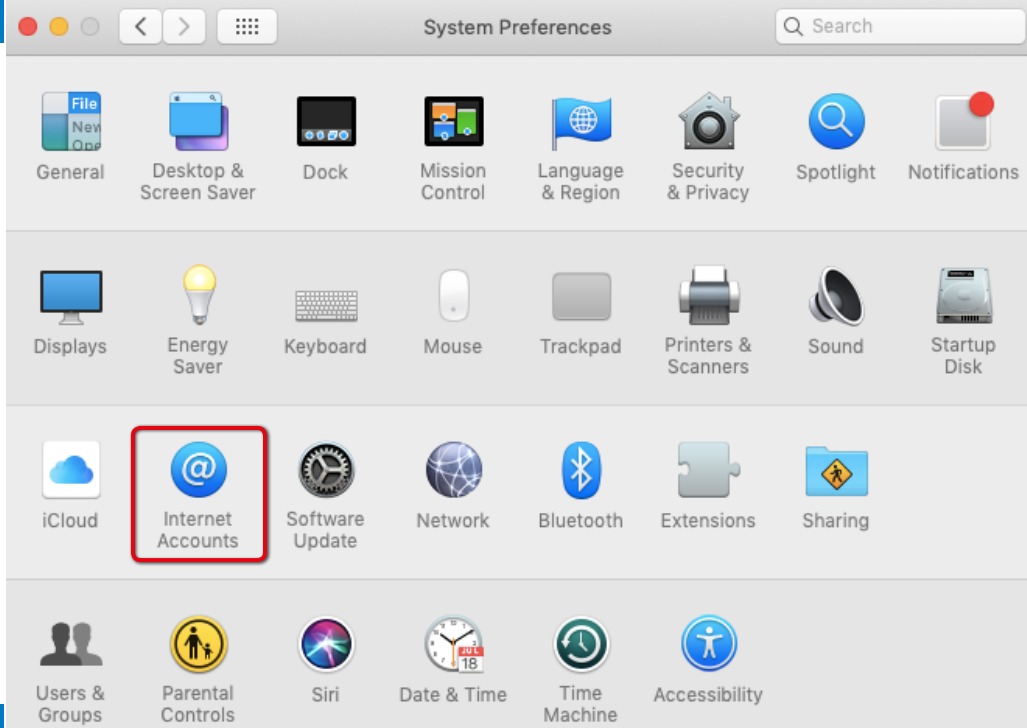 System Preferences
Search
File
New
Ope
General
Desktop &
Screen Saver
Dock
Mission
Control
Language
& Region
Security
& Privacy
Spotlight
Notifications
Displays
Energy
Saver
Keyboard
Mouse
Trackpad
Printers &
Scanners
Sound
Startup
Disk
@
iCloud
Internet
Accounts
Software
Update
Network
Bluetooth
Extensions
Sharing
JUL
18
Users &
Groups
Parental
Controls
Siri
Date & Time
Time
Machine
Accessibility